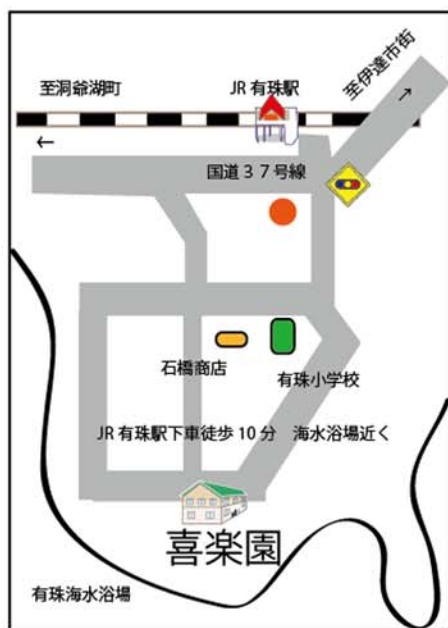 至洞爺湖町
JR 有珠駅
至伊達市街
→
←
国道３７号線
石橋商店
有珠小学校
JR 有珠駅下車徒歩 10 分　海水浴場近く
喜楽園
有珠海水浴場